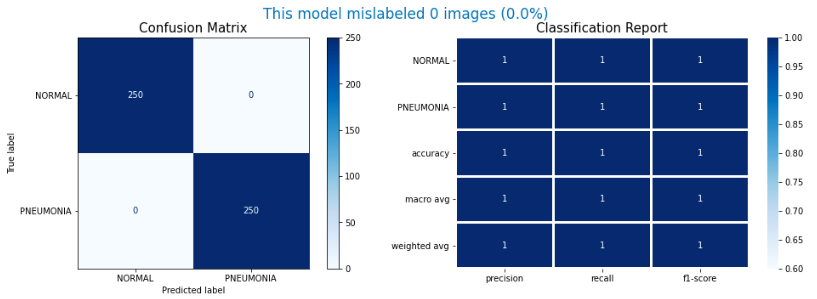 This model mislabeled 0 images (0.0%)
Confusion Matrix
NORMAL
PNEUMONIA
True label
250
0
0
250
NORMAL
PNEUMONIA
Predicted label
250
200
150
100
50
0
Classification Report
NORMAL 1 1 1
PNEUMONIA 1 1 1
accuracy 1 1 1
macro avg 1 1 1
weighted avg 1 1 1
precision recall f1-score
1.00
0.95
0.90
0.85
0.80
0.75
0.70
0.65
0.60